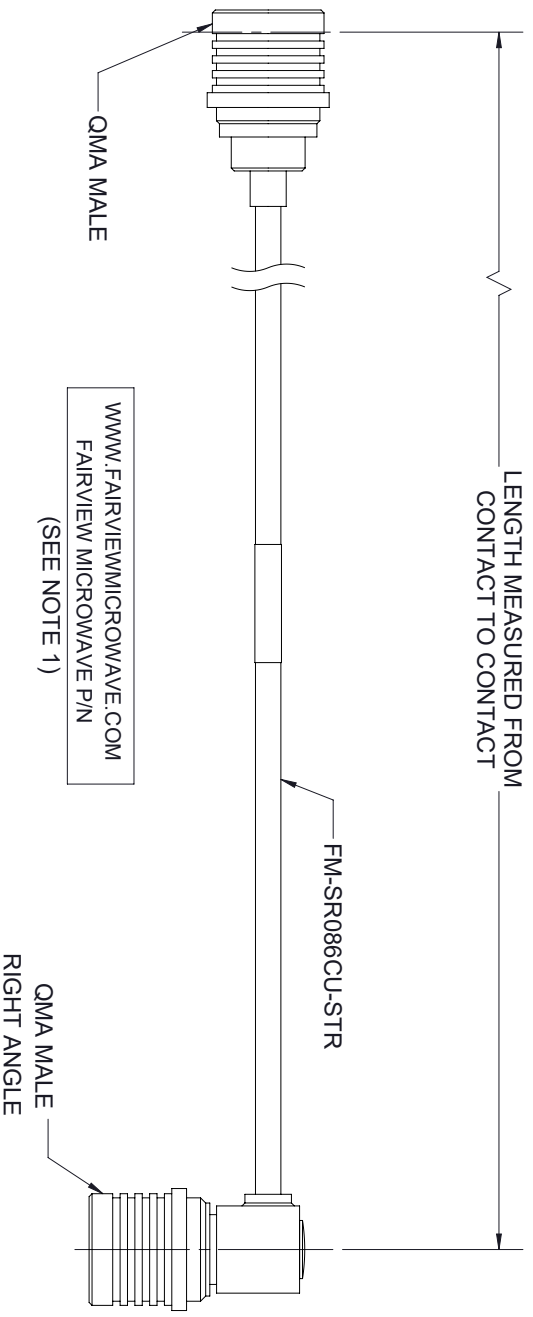 LENGTH MEASURED FROM
CONTACT TO CONTACT
FM-SR086CU-STR
QMA MALE
WWW.FAIRVIEWMICROWAVE.COM
FAIRVIEW MICROWAVE P/N
(SEE NOTE 1)
QMA MALE
RIGHT ANGLE